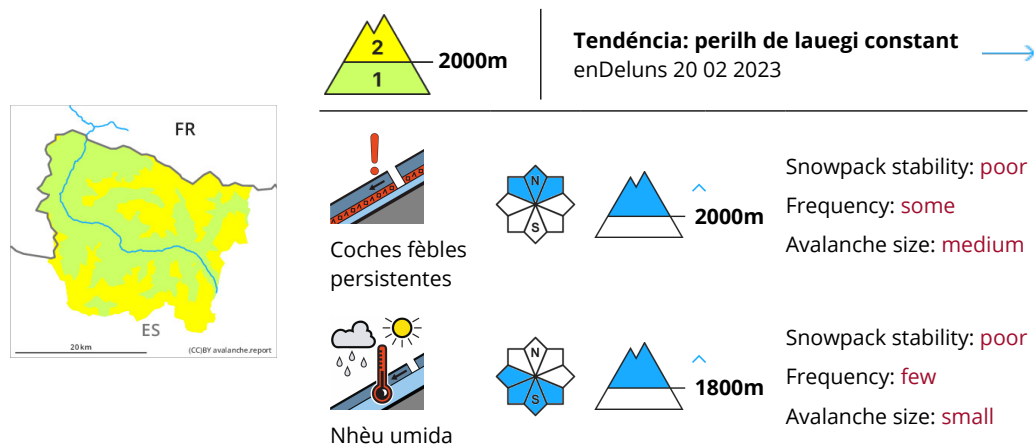 2
1
2000m
Tendéncia: perilh de lauegi constant
enDeluns 20 02 2023
FR
ES
20 km
(CC)BY avalanche.report
Coches fèbles
persistentes
N
S
2000m
Snowpack stability: poor
Frequency: some
Avalanche size: medium
Nhèu umida
N
S
1800m
Snowpack stability: poor
Frequency: few
Avalanche size: small